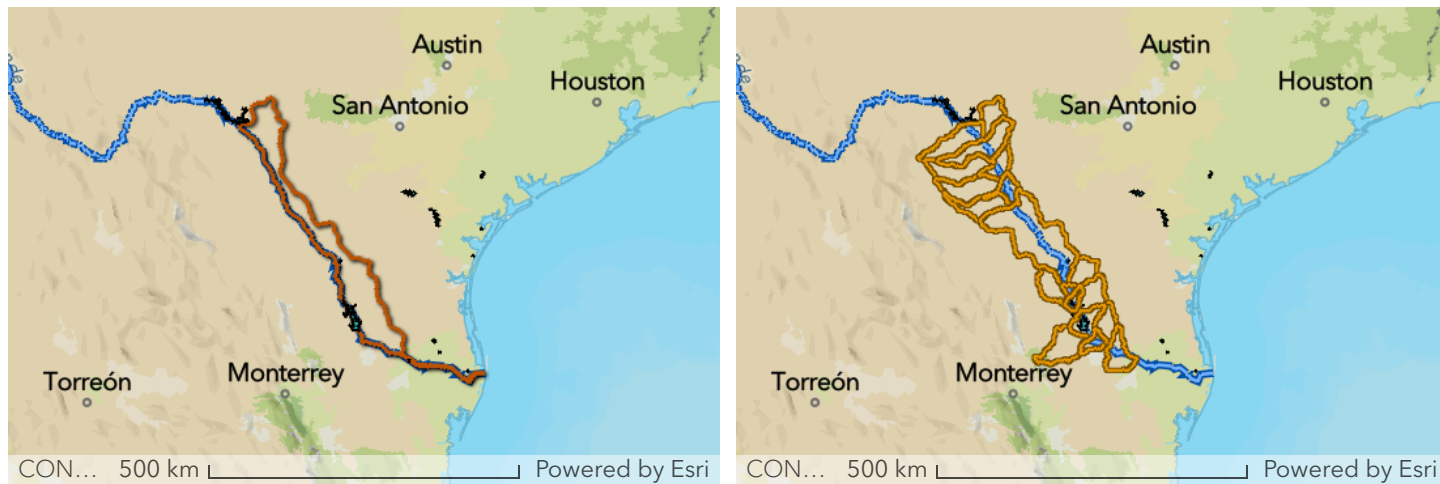 Austin
Houston
San Antonio
Monterrey
Torreón
CON... 500 km Powered by Esri
Austin
Houston
San Antonio
Monterrey
Torreón
CON... 500 km Powered by Esri